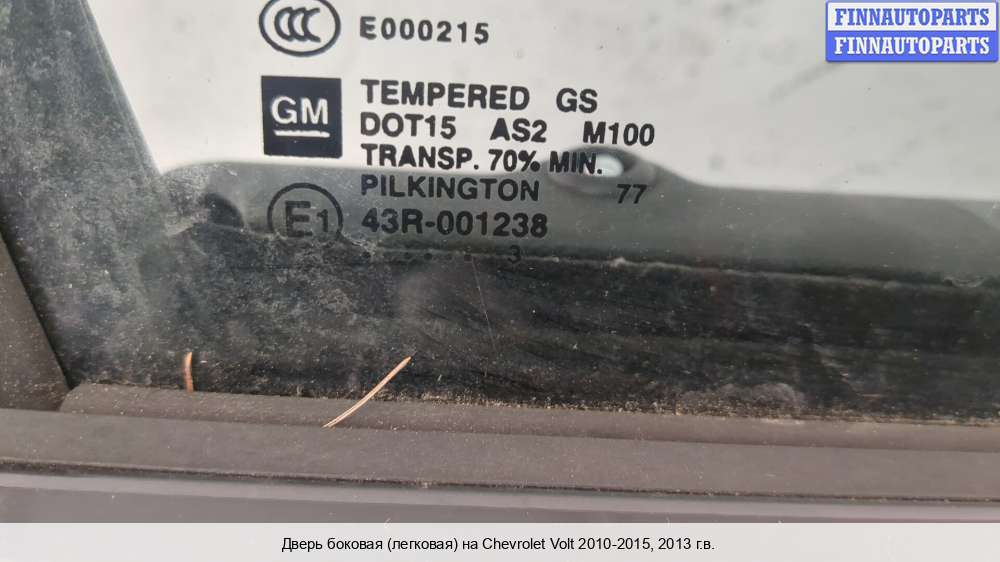 FINNAUTOPARTS
FINNAUTOPARTS
CCC E000215
GM
TEMPERED GS
DOT15 AS2 M100
TRANSP. 70% MIN.
PILKINGTON 77
E1 43R-001238
. . . . . 3
Дверь боковая (легковая) на Chevrolet Volt 2010-2015, 2013 г.в.